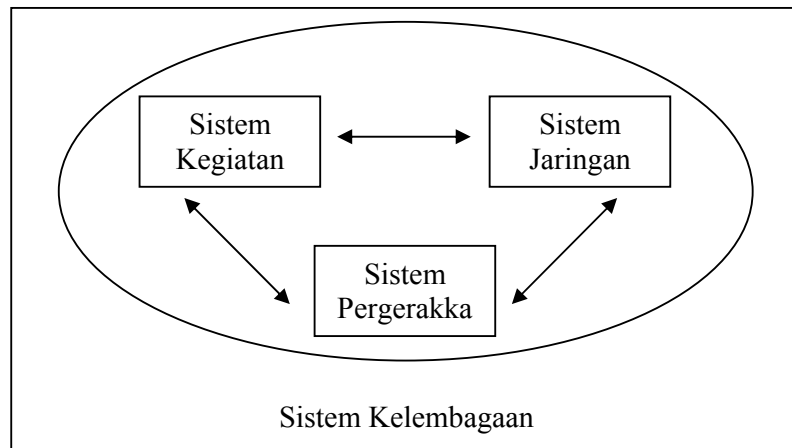 Sistem
Kegiatan
Sistem
Jaringan
Sistem
Pergerakka
Sistem Kelembagaan